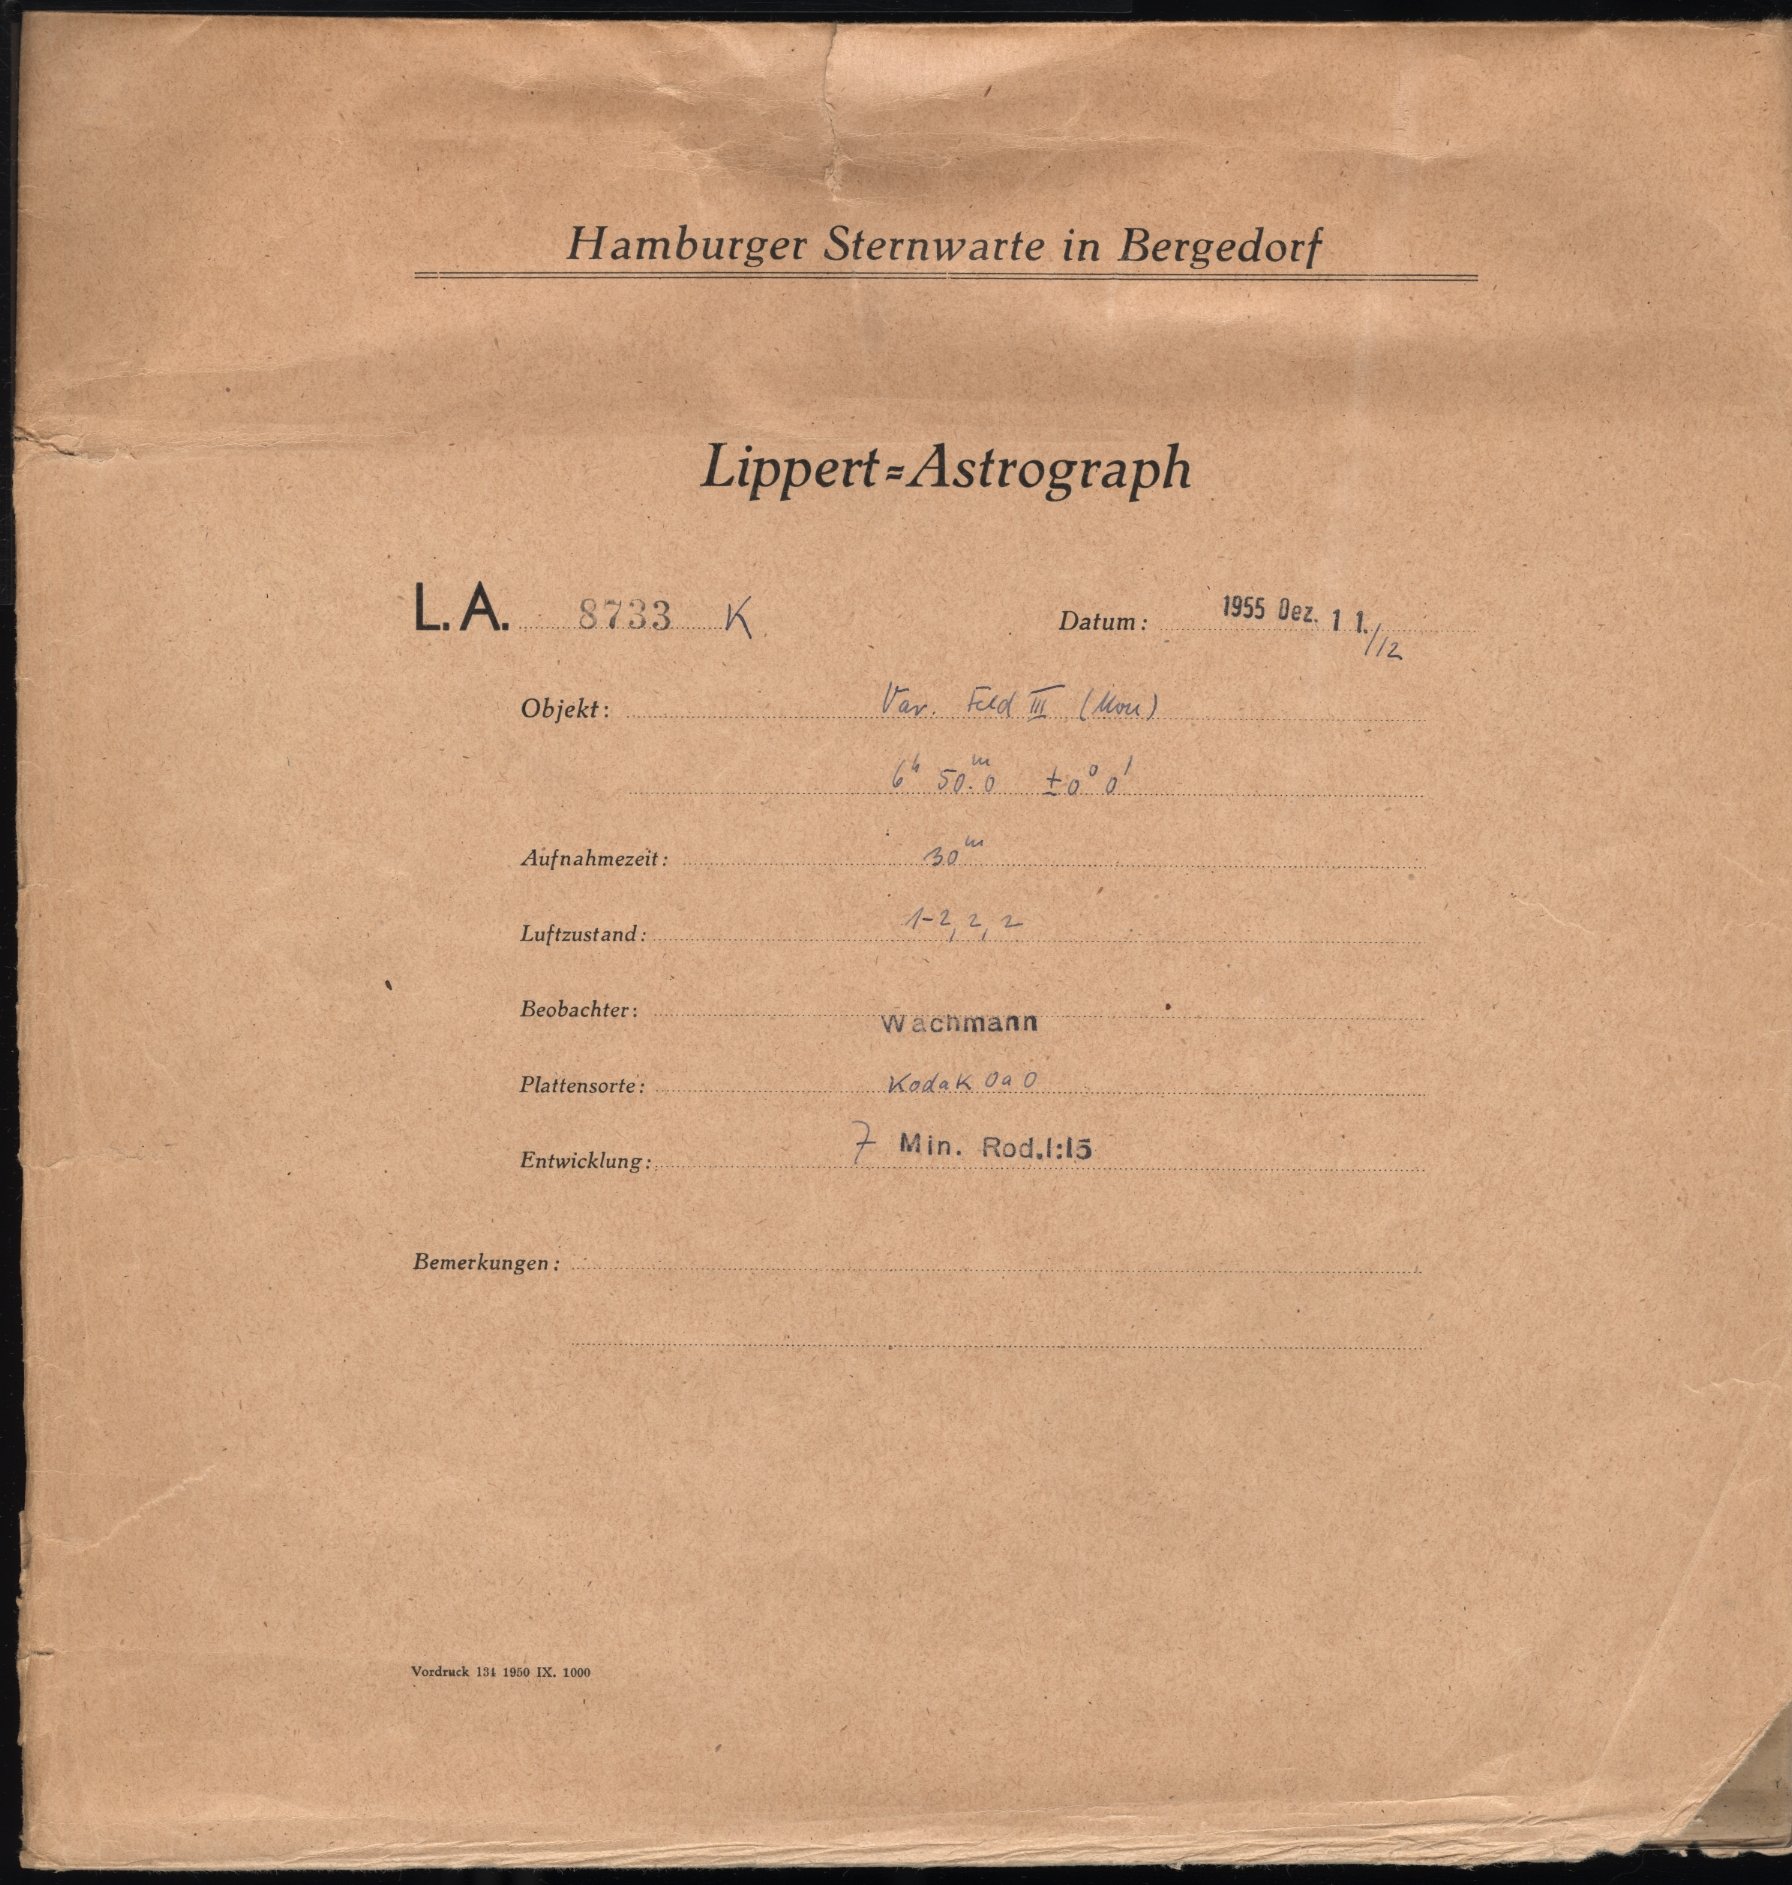 Hamburger Sternwarte in Bergedorf
Lippert=Astrograph
L. A. 8733 K Datum: 1955 Dez. 11./12
Objekt: Var. Feld III (Mon)
6ʰ 50ᵐ.0 ±0° 0'
Aufnahmezeit: 30ᵐ
Luftzustand: 1-2, 2, 2
Beobachter: Wachmann
Plattensorte: Kodak OaO
Entwicklung: 7 Min. Rod.1:15
Bemerkungen:
Vordruck 134 1950 IX. 1000